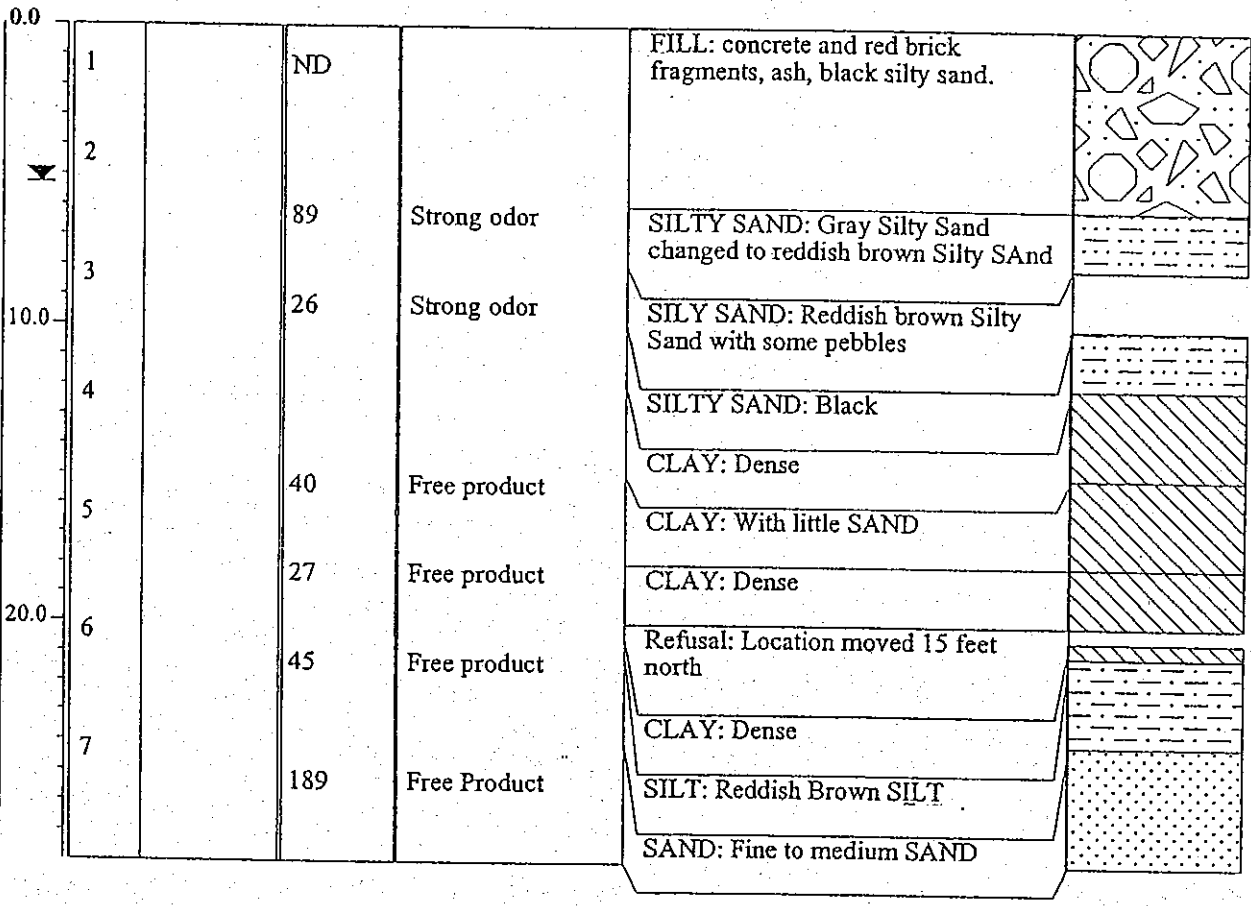 0.0
1
ND
FILL: concrete and red brick
fragments, ash, black silty sand.
2
89
Strong odor
SILTY SAND: Gray Silty Sand
changed to reddish brown Silty SAnd
3
26
Strong odor
10.0
SILY SAND: Reddish brown Silty
Sand with some pebbles
4
SILTY SAND: Black
CLAY: Dense
40
Free product
5
CLAY: With little SAND
27
Free product
CLAY: Dense
20.0
6
Refusal: Location moved 15 feet
north
45
Free product
CLAY: Dense
7
189
Free Product
SILT: Reddish Brown SILT
SAND: Fine to medium SAND